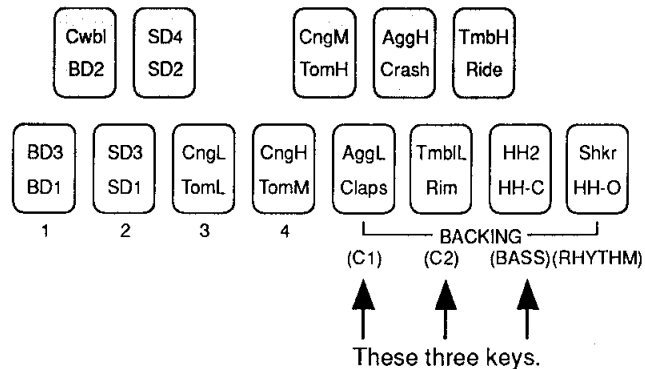 Cwbl SD4 CngM AggH TmbH
BD2 SD2 TomH Crash Ride
BD3 SD3 CngL CngH AggL TmblL HH2 Shkr
BD1 SD1 TomL TomM Claps Rim HH-C HH-O
1 2 3 4
BACKING
(C1) (C2) (BASS) (RHYTHM)
These three keys.